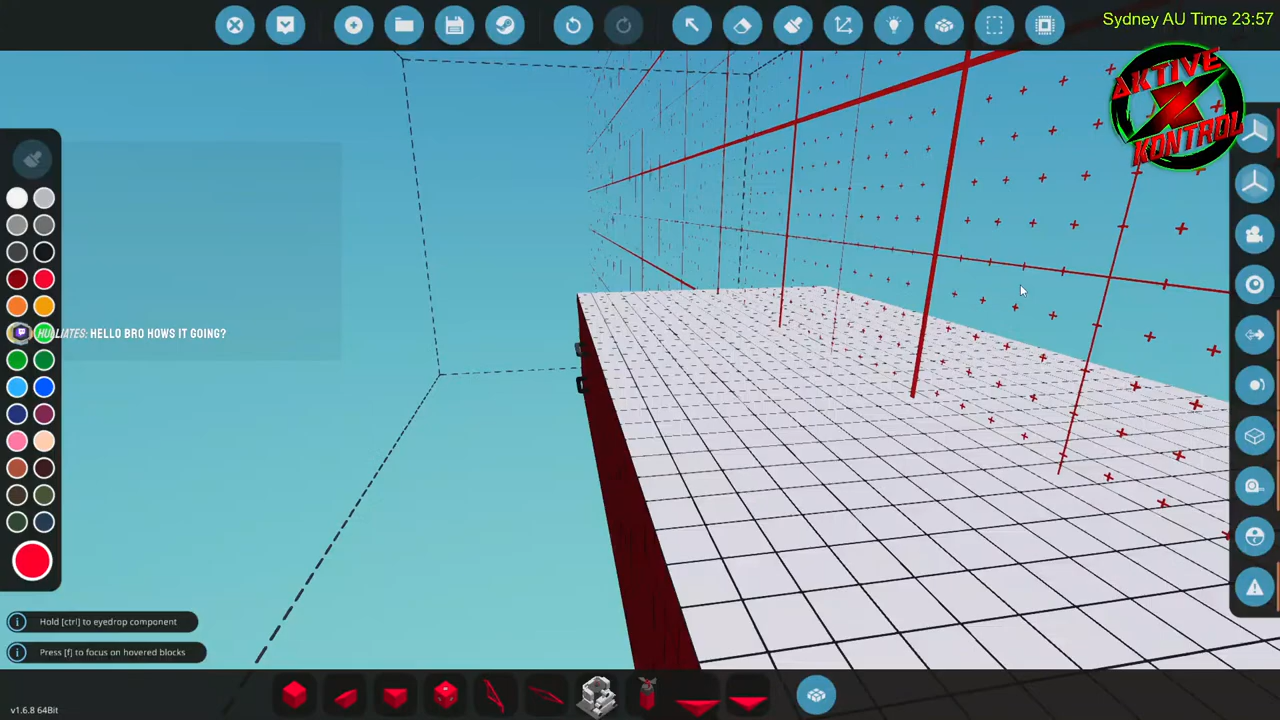 Sydney AU Time 23:57
AKTIVE
X
KONTROL
HUGLIATES: HELLO BRO HOWS IT GOING?
Hold [ctrl] to eyedrop component
Press [f] to focus on hovered blocks
v1.6.8 64Bit